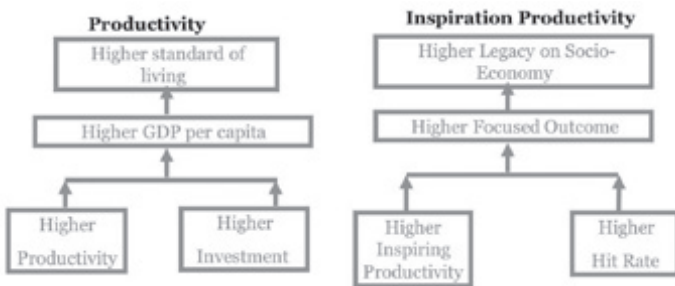 Productivity
Higher standard of
living
Higher GDP per capita
Higher
Productivity
Higher
Investment
Inspiration Productivity
Higher Legacy on Socio-
Economy
Higher Focused Outcome
Higher
Inspiring
Productivity
Higher
Hit Rate